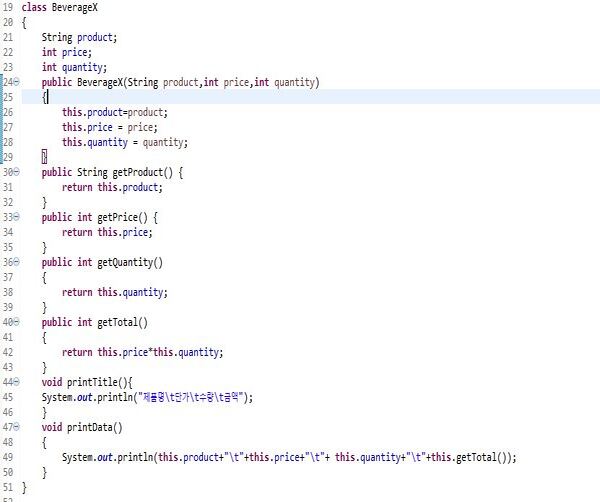 19 class BeverageX
20 {
21 String product;
22 int price;
23 int quantity;
24 public BeverageX(String product,int price,int quantity)
25 {
26 this.product=product;
27 this.price = price;
28 this.quantity = quantity;
29 }
30 public String getProduct() {
31 return this.product;
32 }
33 public int getPrice() {
34 return this.price;
35 }
36 public int getQuantity()
37 {
38 return this.quantity;
39 }
40 public int getTotal()
41 {
42 return this.price*this.quantity;
43 }
44 void printTitle(){
45 System.out.println("제품명\t단가\t수량\t금액");
46 }
47 void printData()
48 {
49 System.out.println(this.product+"\t"+this.price+"\t"+ this.quantity+"\t"+this.getTotal());
50 }
51 }